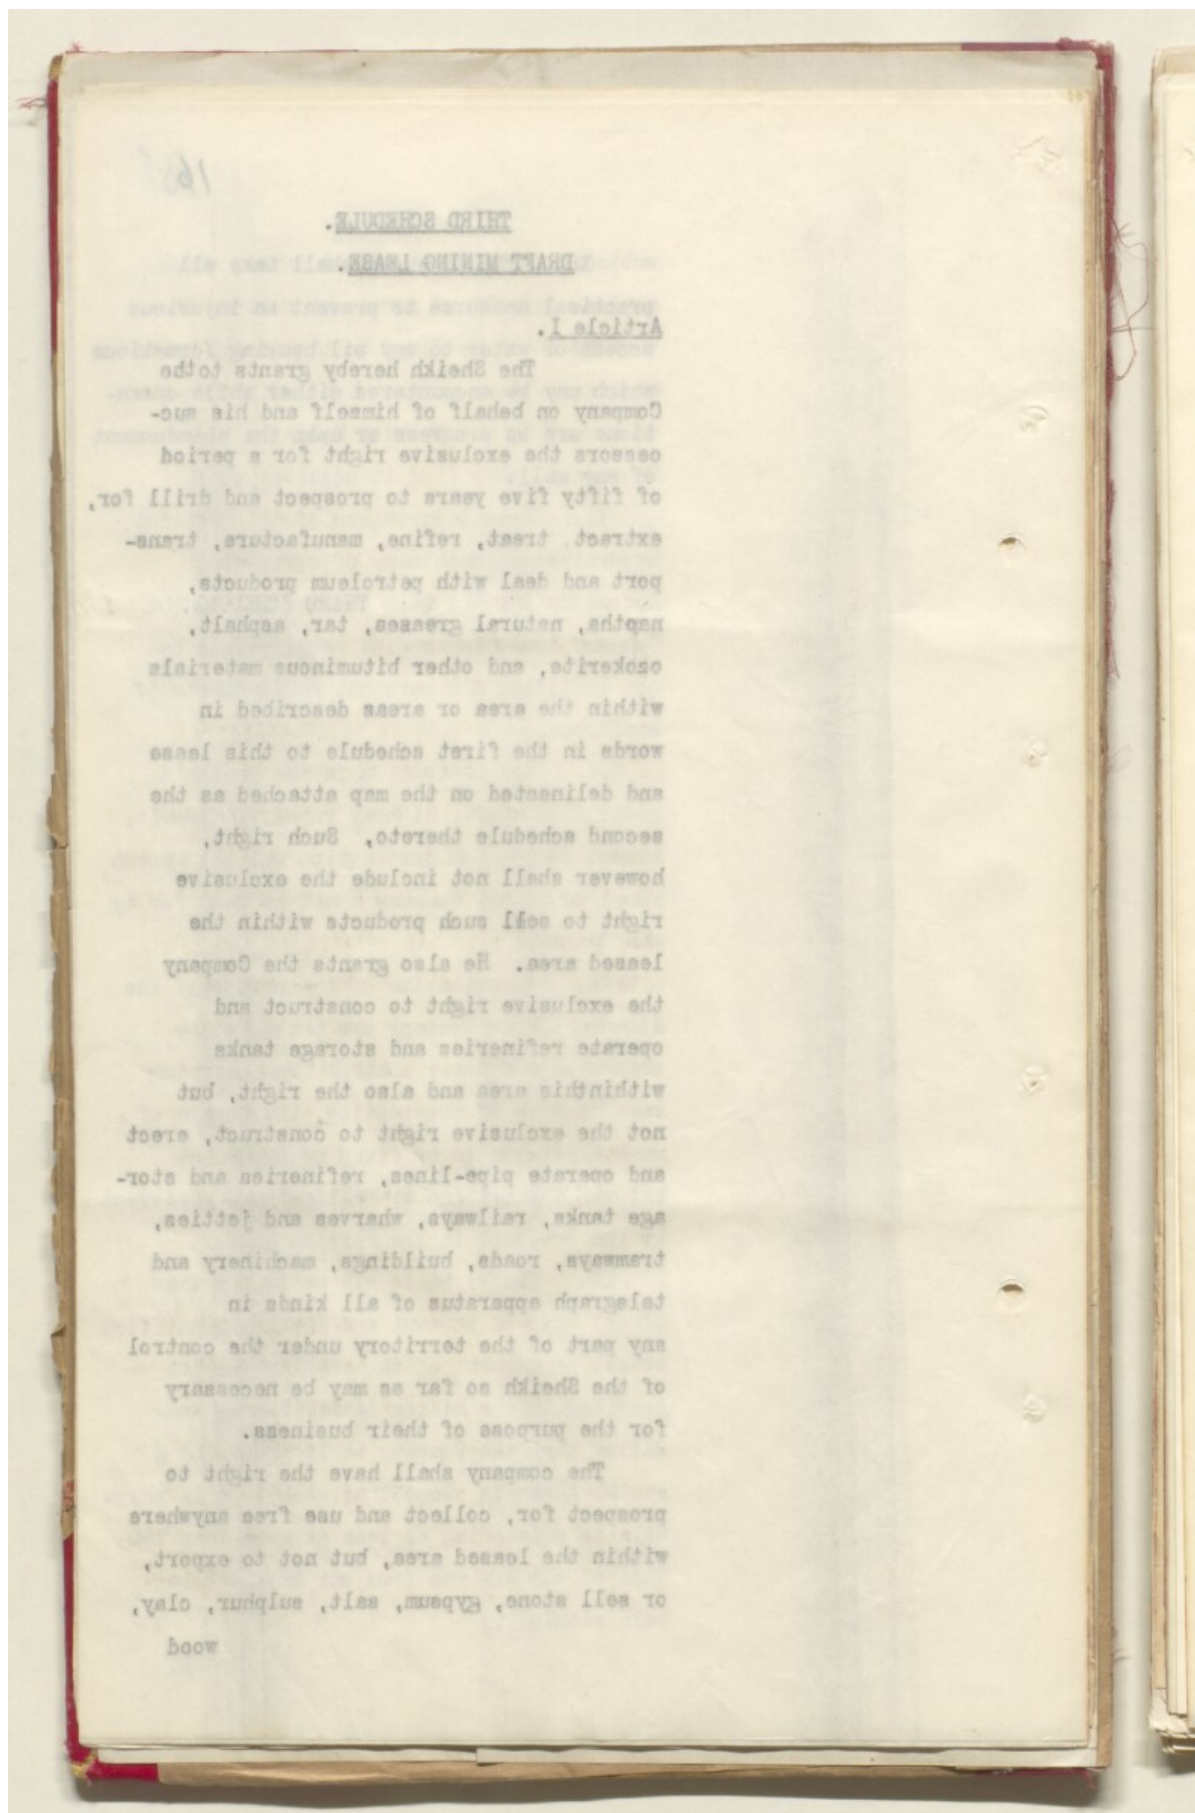 16
THIRD SCHEDULE.
DRAFT MINING LEASE.
Article I.
The Sheikh hereby grants tothe
Company on behalf of himself and his suc-
cessors the exclusive right for a period
of fifty five years to prospect and drill for,
extract treat, refine, manufacture, trans-
port and deal with petroleum products,
naptha, natural greases, tar, asphalt,
ozokerite, and other bituminous materials
within the area or areas described in
words in the first schedule to this lease
and delineated on the map attached as the
second schedule thereto, Such right,
however shall not include the exclusive
right to sell such products within the
leased area. He also grants the Company
the exclusive right to construct and
operate refineries and storage tanks
withinthis area and also the right, but
not the exclusive right to construct, erect
and operate pipe-lines, refineries and stor-
age tanks, railways, wharves and jetties,
tramways, roads, buildings, machinery and
telegraph apparatus of all kinds in
any part of the territory under the control
of the Sheikh so far as may be necessary
for the purpose of their business.
The company shall have the right to
prospect for, collect and use free anywhere
within the leased area, but not to export,
or sell stone, gypsum, salt, sulphur, clay,
wood